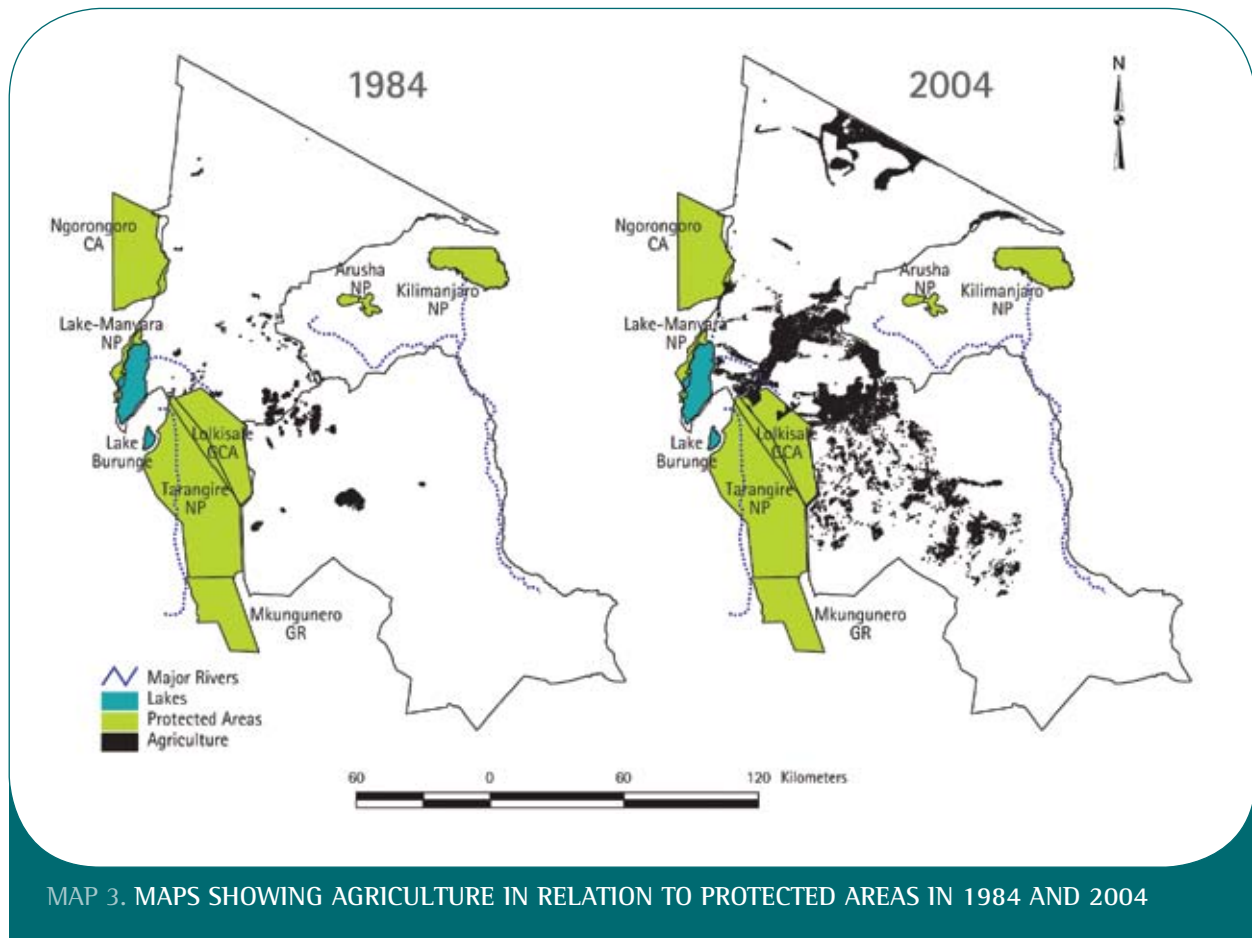 1984
Ngorongoro
CA
Arusha
NP
Kilimanjaro
NP
Lake-Manyara
NP
Lake
Burunge
Lolkisale
GCA
Tarangire
NP
Mkungunero
GR
2004
N
Ngorongoro
CA
Arusha
NP
Kilimanjaro
NP
Lake-Manyara
NP
Lake
Burunge
Lolkisale
GCA
Tarangire
NP
Mkungunero
GR
Major Rivers
Lakes
Protected Areas
Agriculture
60 0 60 120 Kilometers
MAP 3. MAPS SHOWING AGRICULTURE IN RELATION TO PROTECTED AREAS IN 1984 AND 2004